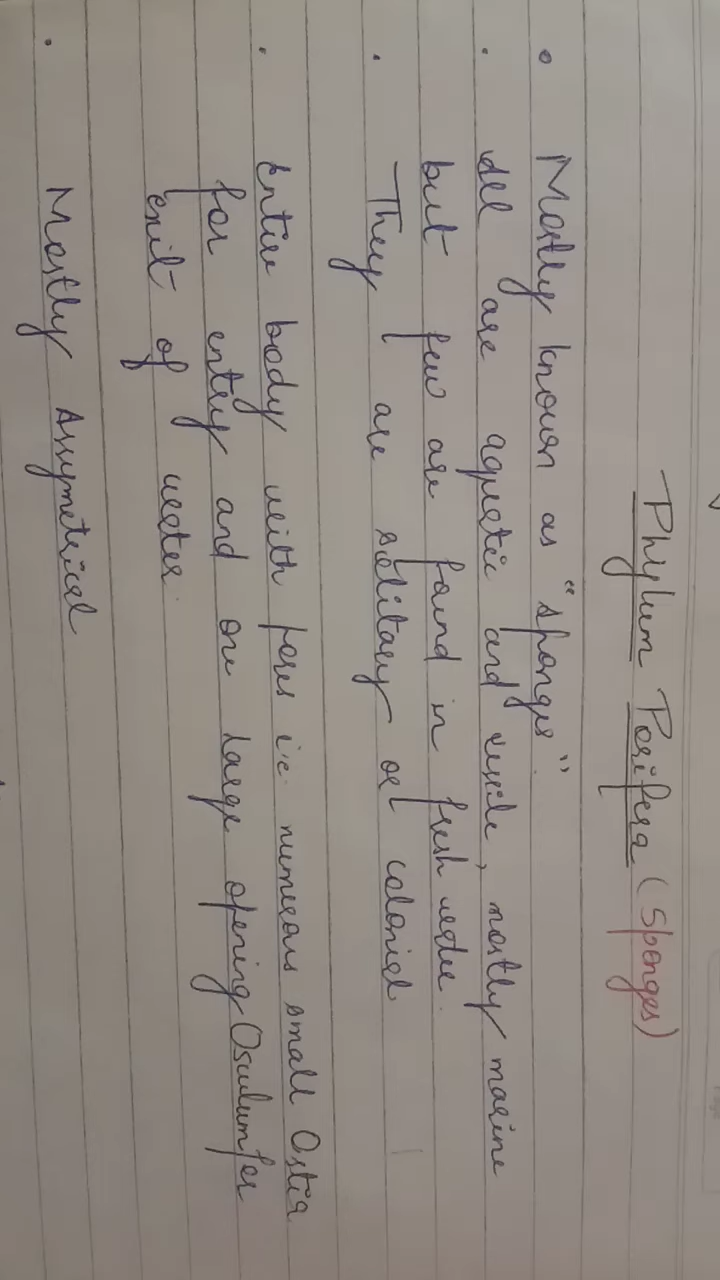 Phylum Porifera (Sponges)
Mostly known as "sponges"
All are aquatic and sessile, mostly marine
but few are found in fresh water.
They are solitary or colonial
Entire body with pores i.e. numerous small Ostia
for entry and one large opening Osculum for
exit of water.
Mostly Assymetrical